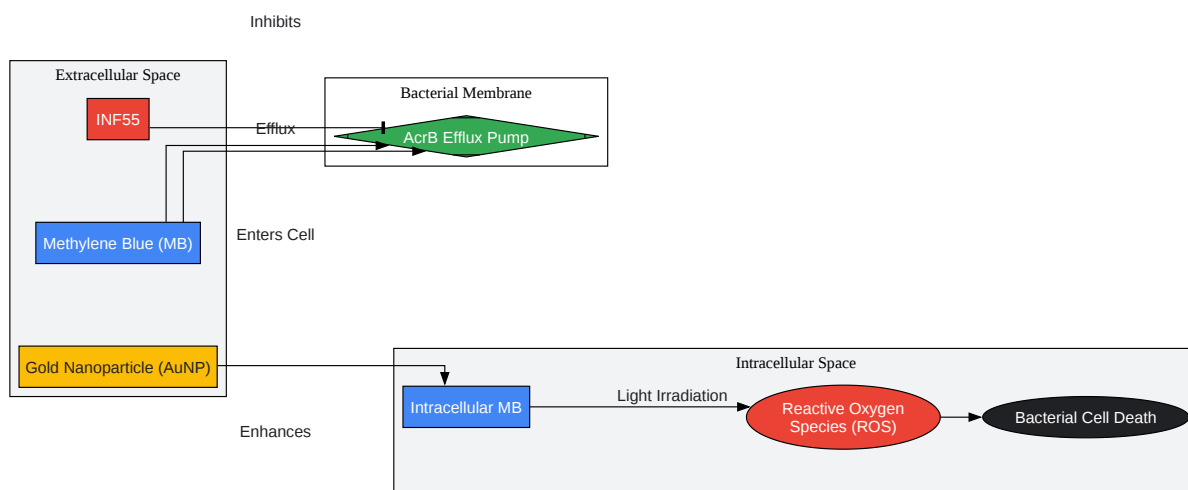 Inhibits
Extracellular Space
INF55
Bacterial Membrane
Efflux
AcrB Efflux Pump
Methylene Blue (MB)
Enters Cell
Gold Nanoparticle (AuNP)
Intracellular Space
Intracellular MB
Light Irradiation
Reactive Oxygen
Species (ROS)
Bacterial Cell Death
Enhances